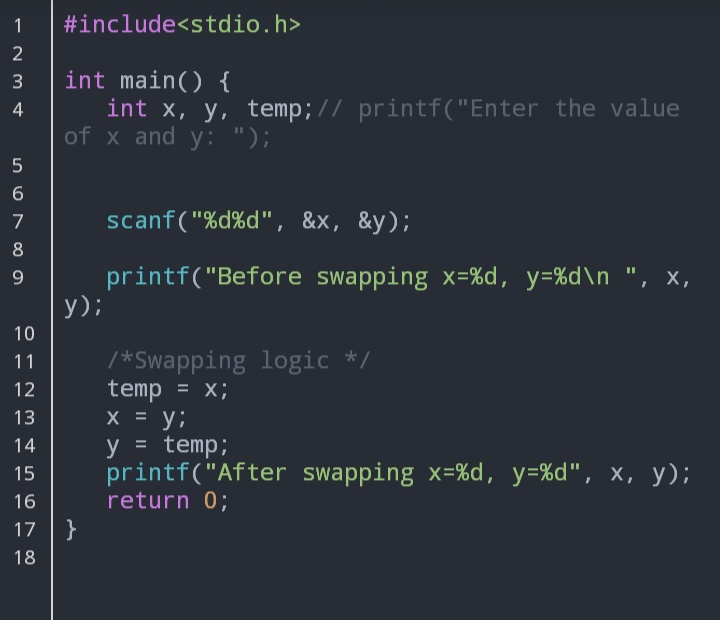 1 #include<stdio.h>
2
3 int main() {
4    int x, y, temp;// printf("Enter the value
of x and y: ");
5
6
7    scanf("%d%d", &x, &y);
8
9    printf("Before swapping x=%d, y=%d\n ", x,
y);
10
11    /*Swapping logic */
12    temp = x;
13    x = y;
14    y = temp;
15    printf("After swapping x=%d, y=%d", x, y);
16    return 0;
17 }
18